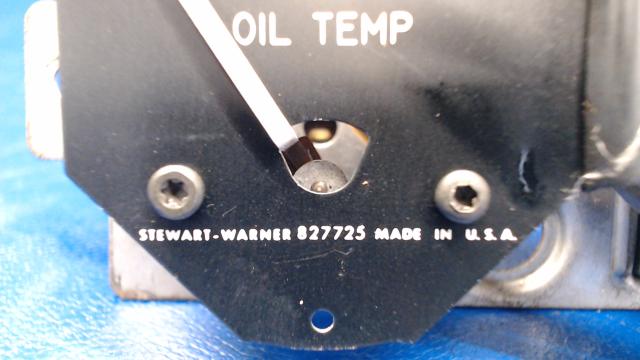 OIL TEMP
STEWART-WARNER 827725 MADE IN U.S.A.